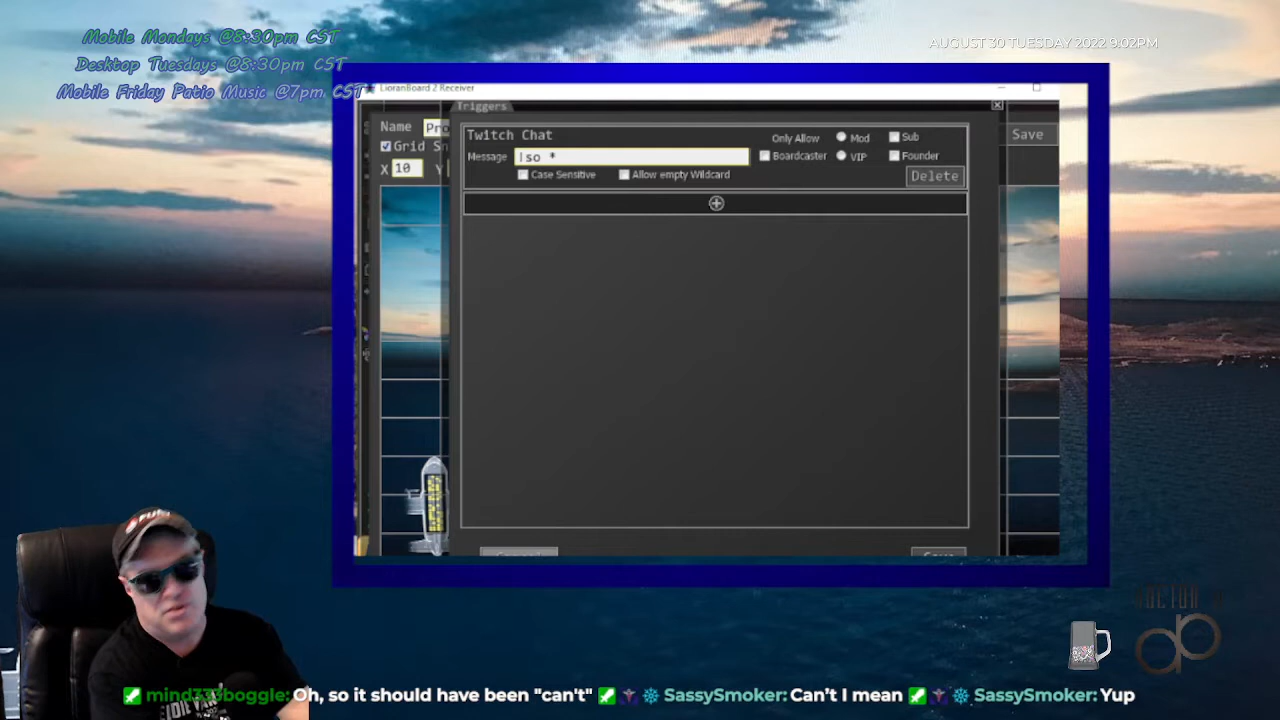 Mobile Mondays @8:30pm CST
Desktop Tuesdays @8:30pm CST
Mobile Friday Patio Music @7pm CST
AUGUST 30 TUESDAY 2022 9:02PM
LioranBoard 2 Receiver
Triggers
Name
Grid
X 10 Y
Save
Twitch Chat
Message !so *
Case Sensitive Allow empty Wildcard
Only Allow Mod Sub
Boardcaster VIP Founder
Delete
mind333boggle: Oh, so it should have been "can't" SassySmoker: Can't I mean SassySmoker: Yup